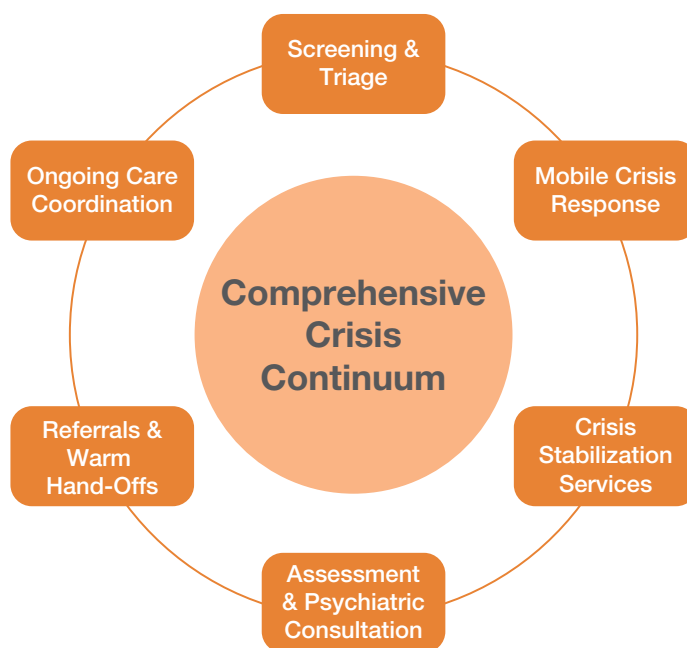 Screening &
Triage
Mobile Crisis
Response
Crisis
Stabilization
Services
Assessment
& Psychiatric
Consultation
Referrals &
Warm
Hand-Offs
Ongoing Care
Coordination
Comprehensive
Crisis
Continuum